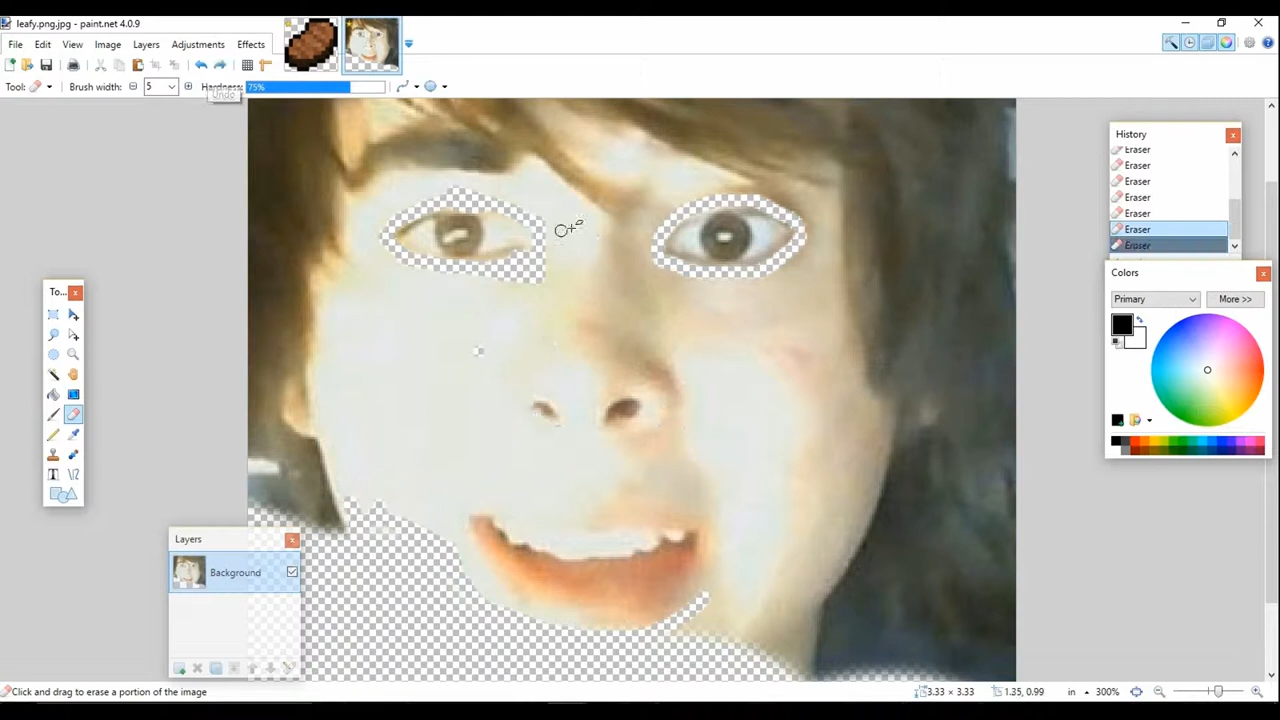 leafy.png.jpg - paint.net 4.0.9
File Edit View Image Layers Adjustments Effects
Tool: Brush width: 5 Hardness: 75%
Undo
History
Eraser
Eraser
Eraser
Eraser
Eraser
Eraser
Eraser
To...
Colors
Primary More >>
Layers
Background
Click and drag to erase a portion of the image 3.33 × 3.33 1.35, 0.99 in 300%